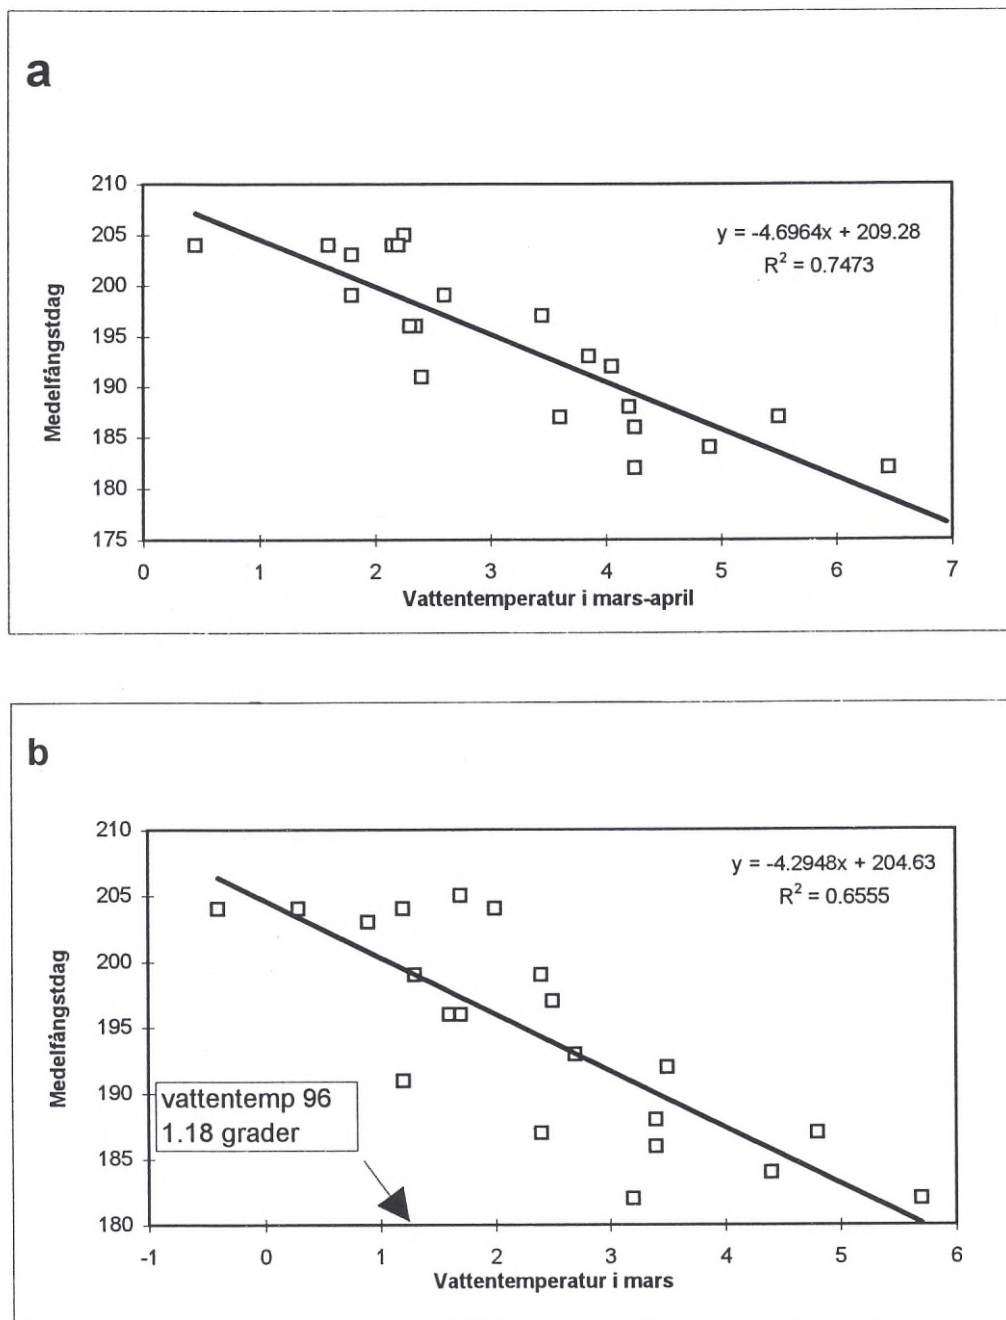 a
210
205
200
195
190
185
180
175
Medelfångstdag
y = -4.6964x + 209.28
R² = 0.7473
0 1 2 3 4 5 6 7
Vattentemperatur i mars-april
b
210
205
200
195
190
185
180
Medelfångstdag
y = -4.2948x + 204.63
R² = 0.6555
vattentemp 96
1.18 grader
-1 0 1 2 3 4 5 6
Vattentemperatur i mars